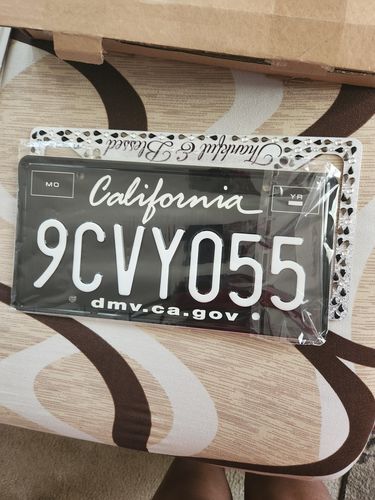 Thankful & Blessed
MO
California
YR
9CVY055
dmv.ca.gov